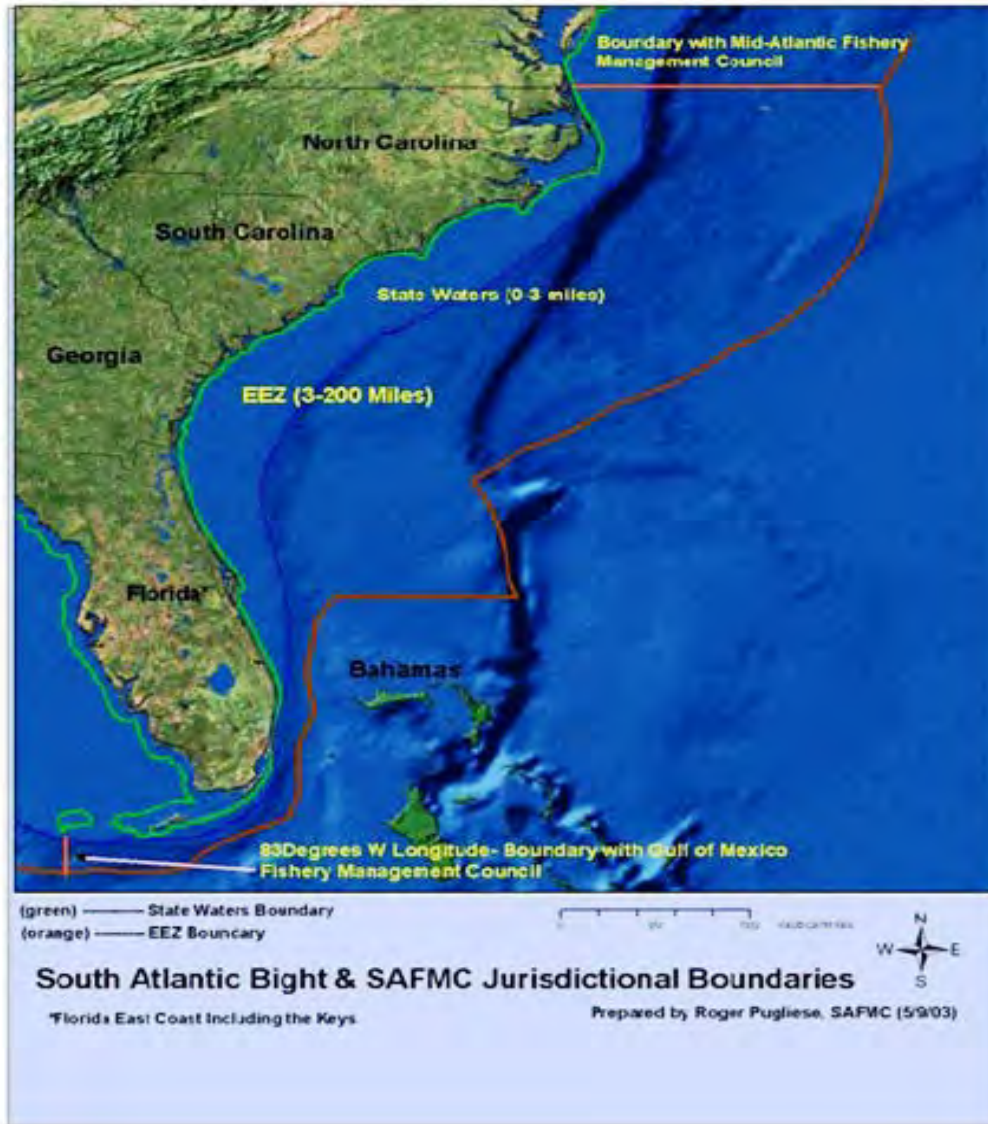 Boundary with Mid-Atlantic Fishery
Management Council
North Carolina
South Carolina
State Waters (0-3 miles)
Georgia
EEZ (3-200 Miles)
Florida*
Bahamas
83Degrees W Longitude- Boundary with Gulf of Mexico
Fishery Management Council
(green) ——— State Waters Boundary
(orange) ——— EEZ Bouncary
N
W E
S
South Atlantic Bight & SAFMC Jurisdictional Boundaries
*Florida East Coast Including the Keys
Prepared by Roger Pugliese, SAFMC (5/9/03)